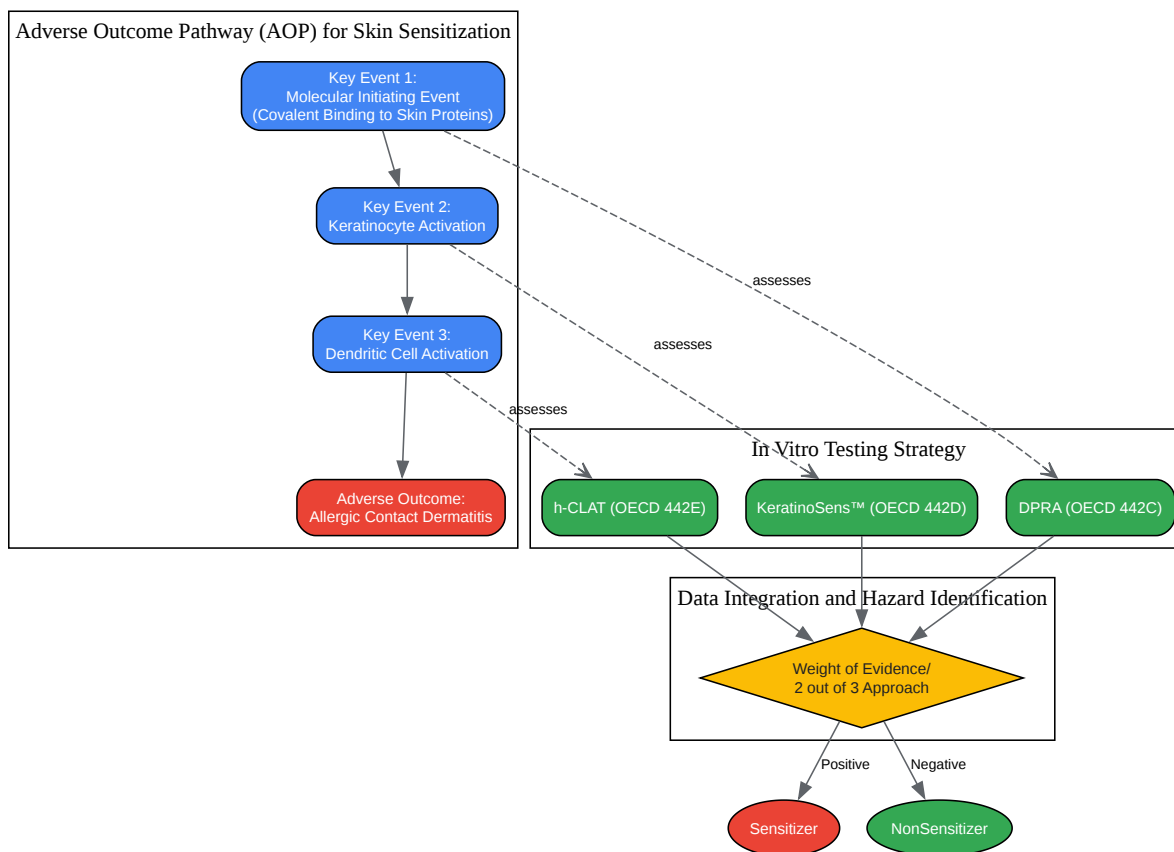 Adverse Outcome Pathway (AOP) for Skin Sensitization
Key Event 1:
Molecular Initiating Event
(Covalent Binding to Skin Proteins)
Key Event 2:
Keratinocyte Activation
assesses
assesses
Key Event 3:
Dendritic Cell Activation
assesses
In Vitro Testing Strategy
Adverse Outcome:
Allergic Contact Dermatitis
h-CLAT (OECD 442E)
KeratinoSens™ (OECD 442D)
DPRA (OECD 442C)
Data Integration and Hazard Identification
Weight of Evidence/
2 out of 3 Approach
Positive
Negative
Sensitizer
NonSensitizer